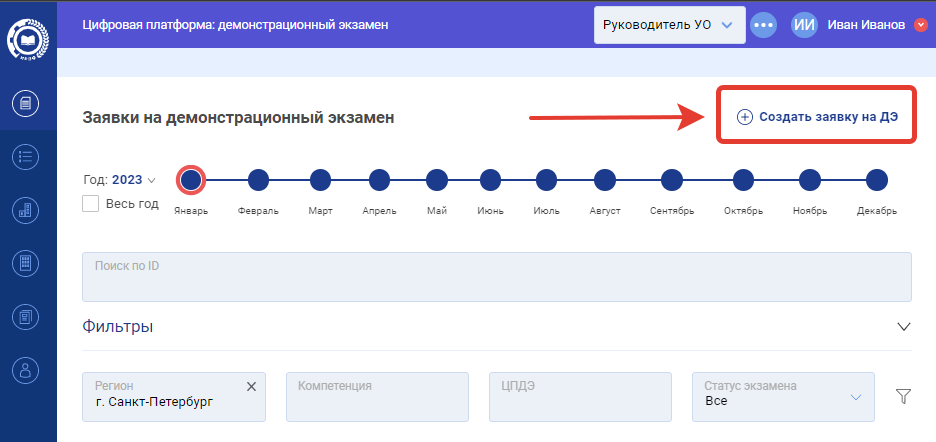 Цифровая платформа: демонстрационный экзамен
Руководитель УО
ИИ
Иван Иванов
Заявки на демонстрационный экзамен
Создать заявку на ДЭ
Год: 2023
Весь год
Январь Февраль Март Апрель Май Июнь Июль Август Сентябрь Октябрь Ноябрь Декабрь
Поиск по ID
Фильтры
Регион
г. Санкт-Петербург
Компетенция
ЦПДЭ
Статус экзамена
Все